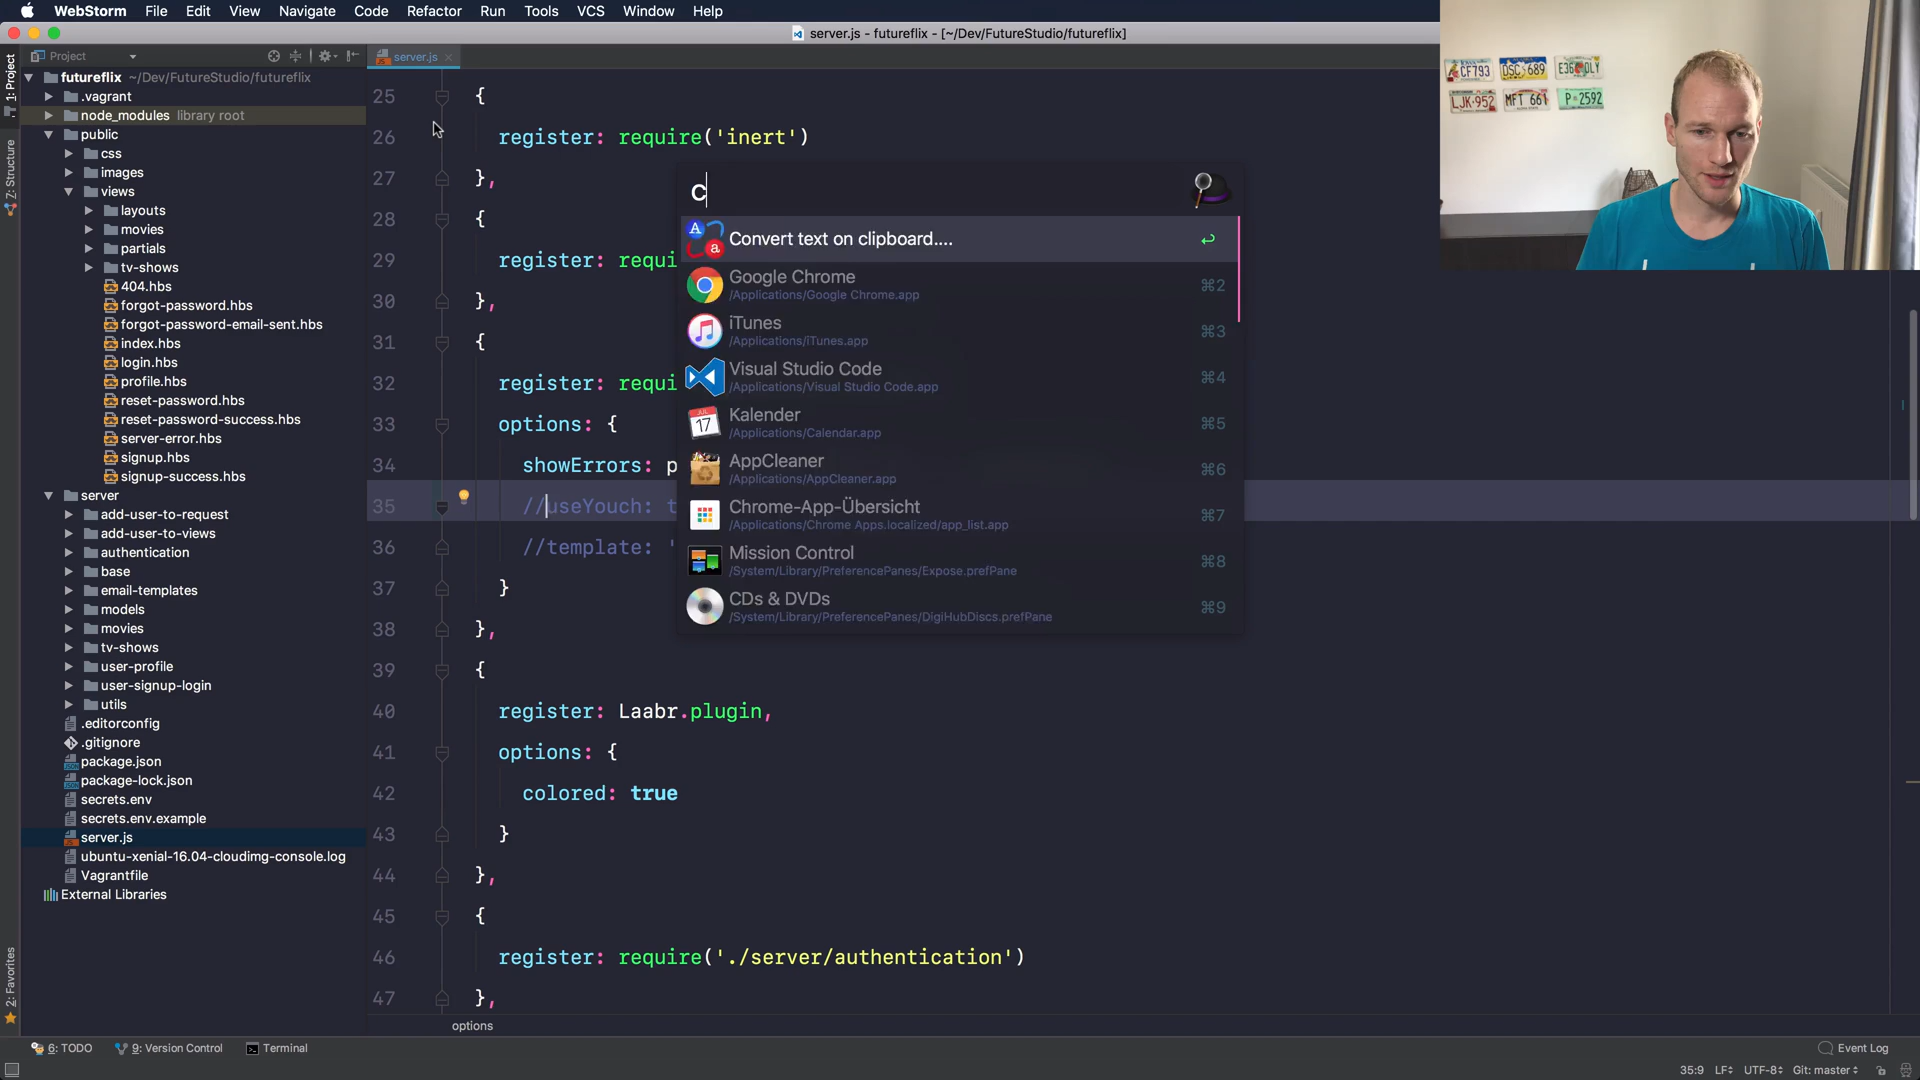 WebStorm File Edit View Navigate Code Refactor Run Tools VCS Window Help
server.js - futureflix - [~/Dev/FutureStudio/futureflix]
Project
server.js
1: Project
Z: Structure
2: Favorites
futureflix ~/Dev/FutureStudio/futureflix
.vagrant
node_modules library root
public
css
images
views
layouts
movies
partials
tv-shows
404.hbs
forgot-password.hbs
forgot-password-email-sent.hbs
index.hbs
login.hbs
profile.hbs
reset-password.hbs
reset-password-success.hbs
server-error.hbs
signup.hbs
signup-success.hbs
server
add-user-to-request
add-user-to-views
authentication
base
email-templates
models
movies
tv-shows
user-profile
user-signup-login
utils
.editorconfig
.gitignore
package.json
package-lock.json
secrets.env
secrets.env.example
server.js
ubuntu-xenial-16.04-cloudimg-console.log
Vagrantfile
External Libraries
25 {
26 register: require('inert')
27 },
28 {
29 register: requi
30 },
31 {
32 register: requi
33 options: {
34 showErrors: p
35 //useYouch: t
36 //template: '
37 }
38 },
39 {
40 register: Laabr.plugin,
41 options: {
42 colored: true
43 }
44 },
45 {
46 register: require('./server/authentication')
47 },
options
C
Convert text on clipboard....
Google Chrome ⌘2
/Applications/Google Chrome.app
iTunes ⌘3
/Applications/iTunes.app
Visual Studio Code ⌘4
/Applications/Visual Studio Code.app
Kalender ⌘5
/Applications/Calendar.app
AppCleaner ⌘6
/Applications/AppCleaner.app
Chrome-App-Übersicht ⌘7
/Applications/Chrome Apps.localized/app_list.app
Mission Control ⌘8
/System/Library/PreferencePanes/Expose.prefPane
CDs & DVDs ⌘9
/System/Library/PreferencePanes/DigiHubDiscs.prefPane
JUL
17
CF793 DSC 689 E36 0LY
LJK 952 MFT 661 P 2592
6: TODO 9: Version Control Terminal Event Log
35:9 LF UTF-8 Git: master